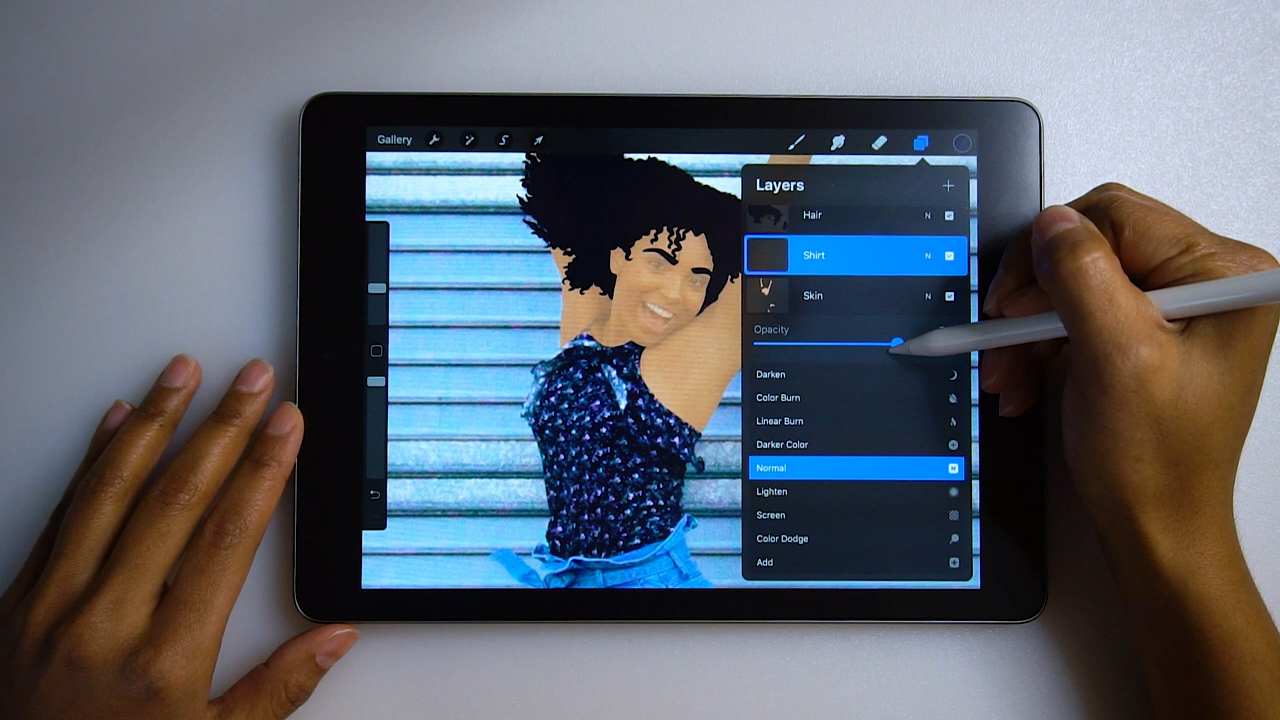 Gallery
Layers
Hair N
Shirt N
Skin N
Opacity
Darken
Color Burn
Linear Burn
Darker Color
Normal N
Lighten
Screen
Color Dodge
Add